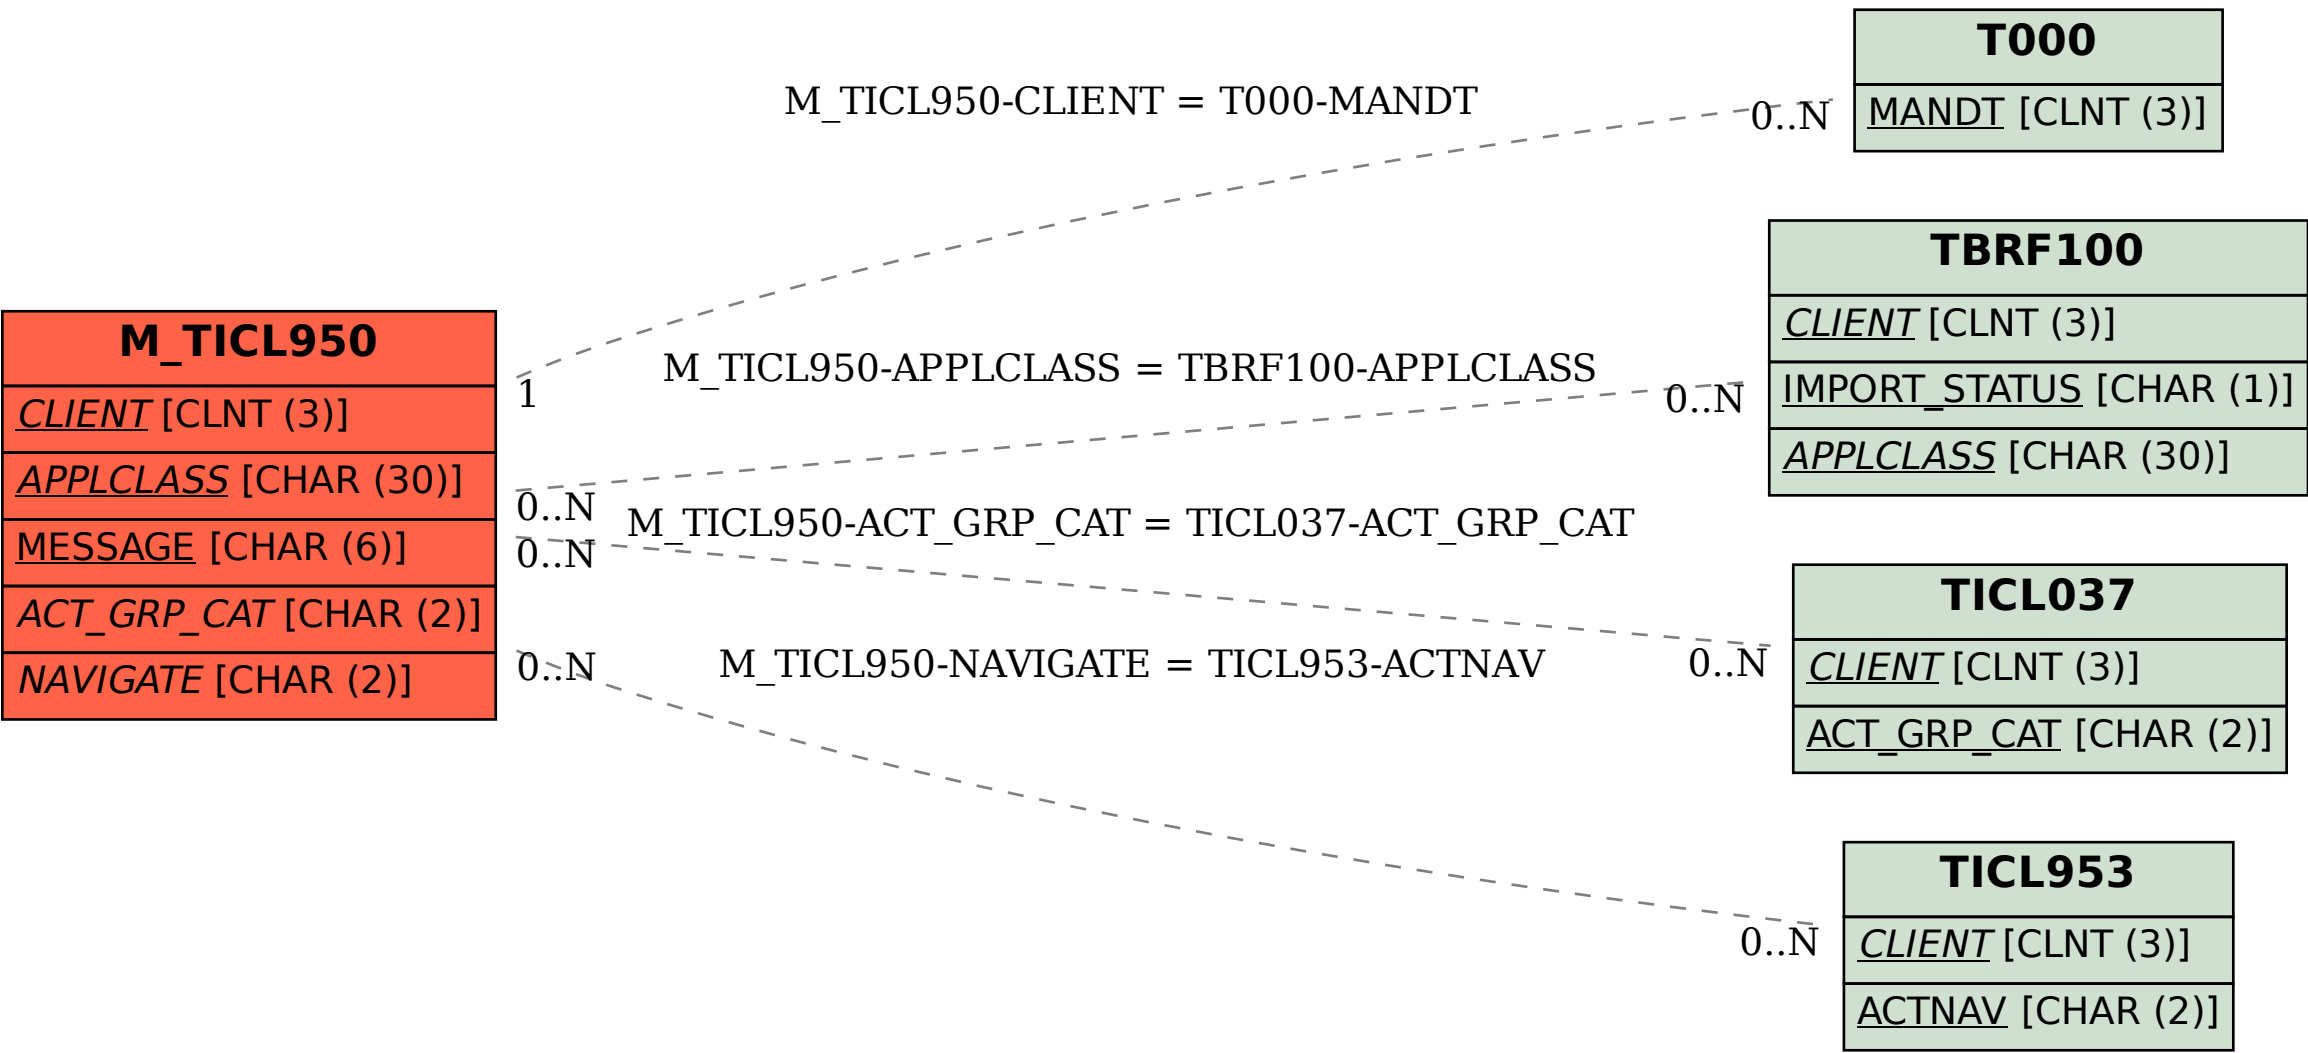 M_TICL950
CLIENT [CLNT (3)]
APPLCLASS [CHAR (30)]
MESSAGE [CHAR (6)]
ACT_GRP_CAT [CHAR (2)]
NAVIGATE [CHAR (2)]
M_TICL950-CLIENT = T000-MANDT
1
0..N
M_TICL950-APPLCLASS = TBRF100-APPLCLASS
0..N
0..N
M_TICL950-ACT_GRP_CAT = TICL037-ACT_GRP_CAT
0..N
0..N
M_TICL950-NAVIGATE = TICL953-ACTNAV
0..N
0..N
T000
MANDT [CLNT (3)]
TBRF100
CLIENT [CLNT (3)]
IMPORT_STATUS [CHAR (1)]
APPLCLASS [CHAR (30)]
TICL037
CLIENT [CLNT (3)]
ACT_GRP_CAT [CHAR (2)]
TICL953
CLIENT [CLNT (3)]
ACTNAV [CHAR (2)]